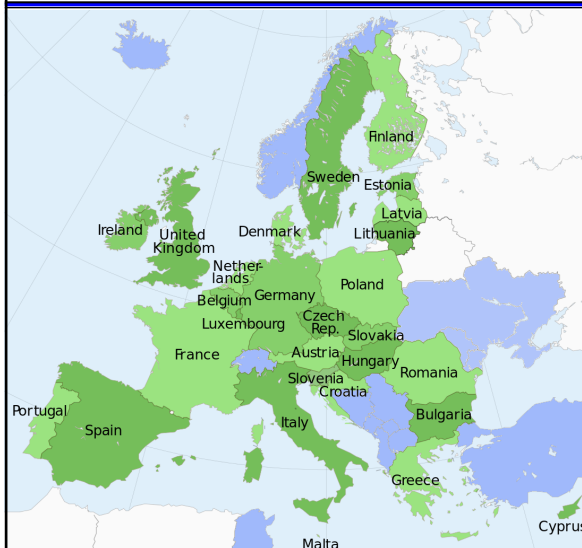 Finland
Sweden
Estonia
Latvia
Lithuania
Ireland
United
Kingdom
Denmark
Nether-
lands
Belgium
Germany
Poland
Luxembourg
Czech
Rep.
Slovakia
France
Austria
Hungary
Romania
Slovenia
Croatia
Portugal
Spain
Italy
Bulgaria
Greece
Cyprus
Malta